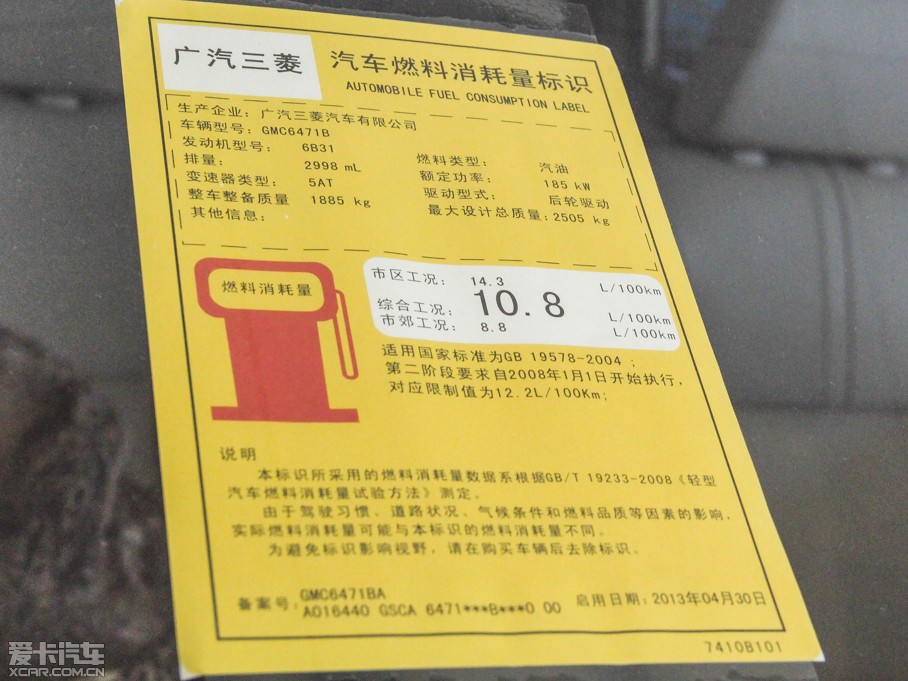 广汽三菱
汽车燃料消耗量标识
AUTOMOBILE FUEL CONSUMPTION LABEL
生产企业：广汽三菱汽车有限公司
车辆型号：GMC6471B
发动机型号： 6B31
排量： 2998 mL 燃料类型： 汽油
变速器类型： 5AT 额定功率： 185 kW
整车整备质量 1885 kg 驱动型式： 后轮驱动
其他信息： 最大设计总质量：2505 kg
燃料消耗量
市区工况： 14.3 L/100km
综合工况： 10.8 L/100km
市郊工况： 8.8 L/100km
适用国家标准为GB 19578-2004；
第二阶段要求自2008年1月1日开始执行，
对应限制值为12.2L/100Km；
说明
本标识所采用的燃料消耗量数据系根据GB/T 19233-2008《轻型
汽车燃料消耗量试验方法》测定。
由于驾驶习惯、道路状况、气候条件和燃料品质等因素的影响，
实际燃料消耗量可能与本标识的燃料消耗量不同。
为避免标识影响视野，请在购买车辆后去除标识。
备案号：GMC6471BA
A016440 GSCA 6471***B***0 00 启用日期：2013年04月30日
7410B101
爱卡汽车
XCAR.COM.CN